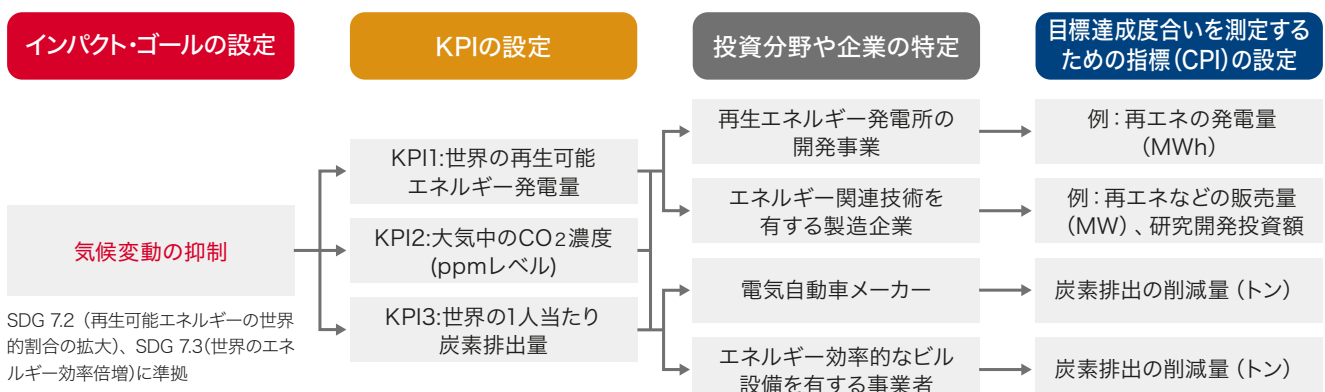 インパクト・ゴールの設定
KPIの設定
投資分野や企業の特定
目標達成度合いを測定する
ための指標(CPI)の設定
気候変動の抑制
SDG 7.2(再生可能エネルギーの世界
的割合の拡大)、SDG 7.3(世界のエネ
ルギー効率倍増)に準拠
KPI1:世界の再生可能
エネルギー発電量
KPI2:大気中のCO2濃度
(ppmレベル)
KPI3:世界の1人当たり
炭素排出量
再生エネルギー発電所の
開発事業
エネルギー関連技術を
有する製造企業
電気自動車メーカー
エネルギー効率的なビル
設備を有する事業者
例:再エネの発電量
(MWh)
例:再エネなどの販売量
(MW)、研究開発投資額
炭素排出の削減量(トン)
炭素排出の削減量(トン)